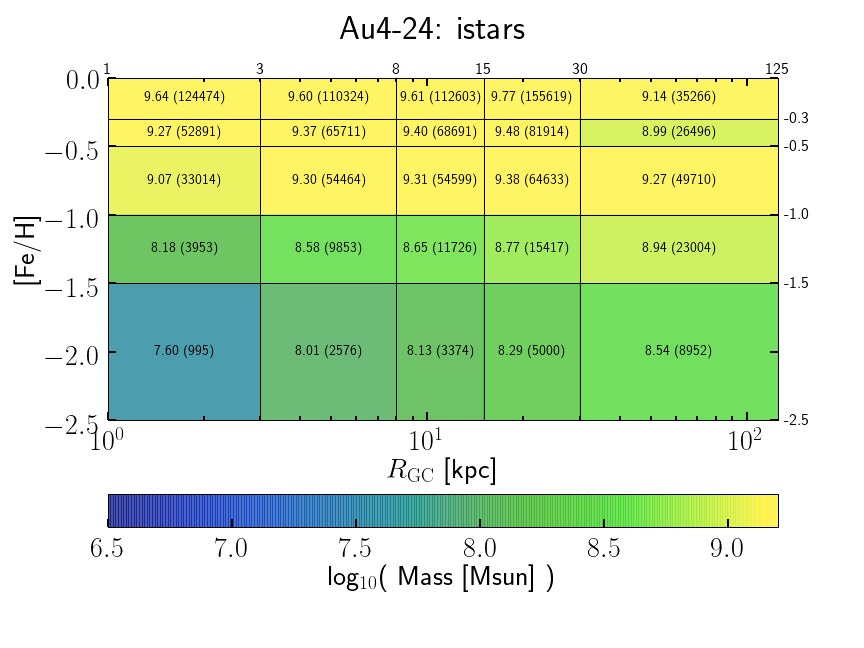 Au4-24: istars
1 3 8 15 30 125
0.0
9.64 (124474) 9.60 (110324) 9.61 (112603) 9.77 (155619) 9.14 (35266)
-0.3
9.27 (52891) 9.37 (65711) 9.40 (68691) 9.48 (81914) 8.99 (26496)
−0.5 -0.5
9.07 (33014) 9.30 (54464) 9.31 (54599) 9.38 (64633) 9.27 (49710)
−1.0 -1.0
[Fe/H]
8.18 (3953) 8.58 (9853) 8.65 (11726) 8.77 (15417) 8.94 (23004)
−1.5 -1.5
7.60 (995) 8.01 (2576) 8.13 (3374) 8.29 (5000) 8.54 (8952)
−2.0
−2.5 -2.5
10⁰ 10¹ 10²
R_GC [kpc]
6.5 7.0 7.5 8.0 8.5 9.0
log₁₀( Mass [Msun] )